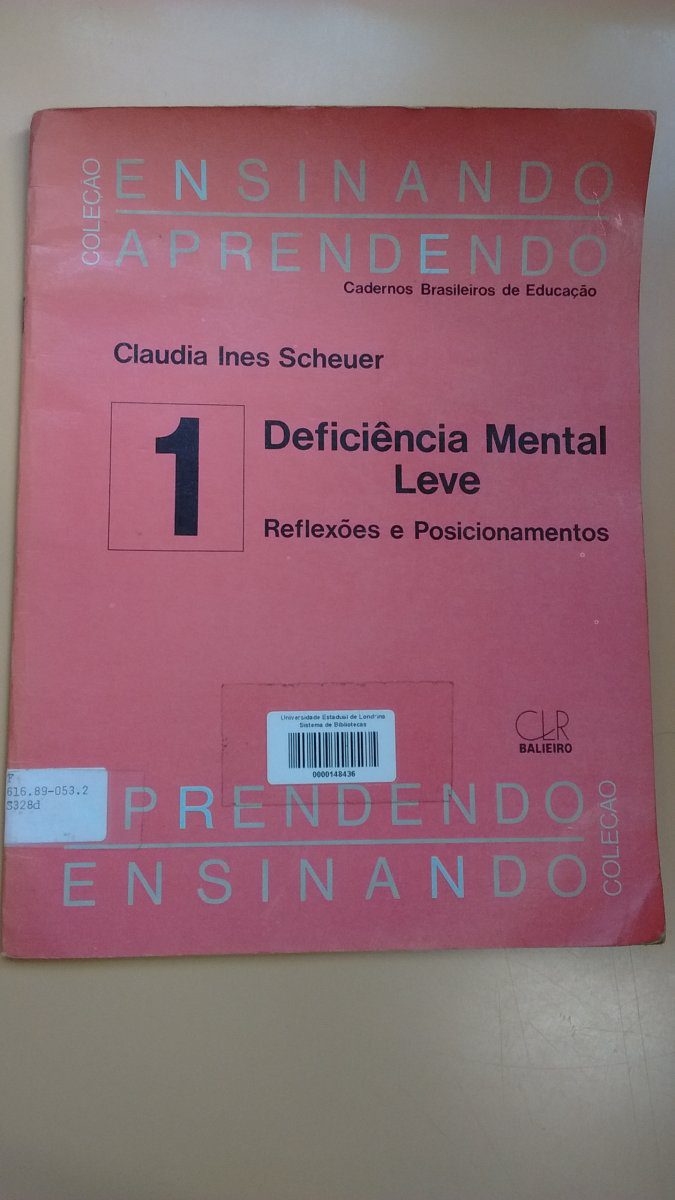 COLEÇÃO
ENSINANDO
APRENDENDO
Cadernos Brasileiros de Educação
Claudia Ines Scheuer
1
Deficiência Mental
Leve
Reflexões e Posicionamentos
Universidade Estadual de Londrina
Sistema de Bibliotecas
0000148436
CLR
BALIEIRO
F
616.89-053.2
S328d
PRENDENDO
ENSINANDO
COLEÇÃO